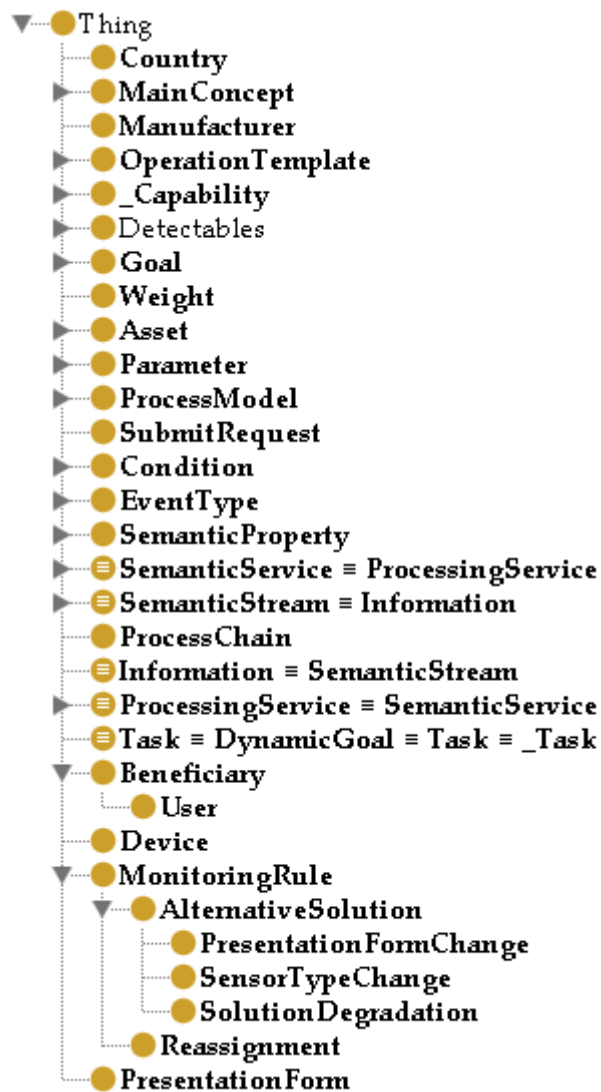 Thing
Country
MainConcept
Manufacturer
OperationTemplate
_Capability
Detectables
Goal
Weight
Asset
Parameter
ProcessModel
SubmitRequest
Condition
EventType
SemanticProperty
SemanticService ≡ ProcessingService
SemanticStream ≡ Information
ProcessChain
Information ≡ SemanticStream
ProcessingService ≡ SemanticService
Task ≡ DynamicGoal ≡ Task ≡ _Task
Beneficiary
User
Device
MonitoringRule
AlternativeSolution
PresentationFormChange
SensorTypeChange
SolutionDegradation
Reassignment
PresentationForm